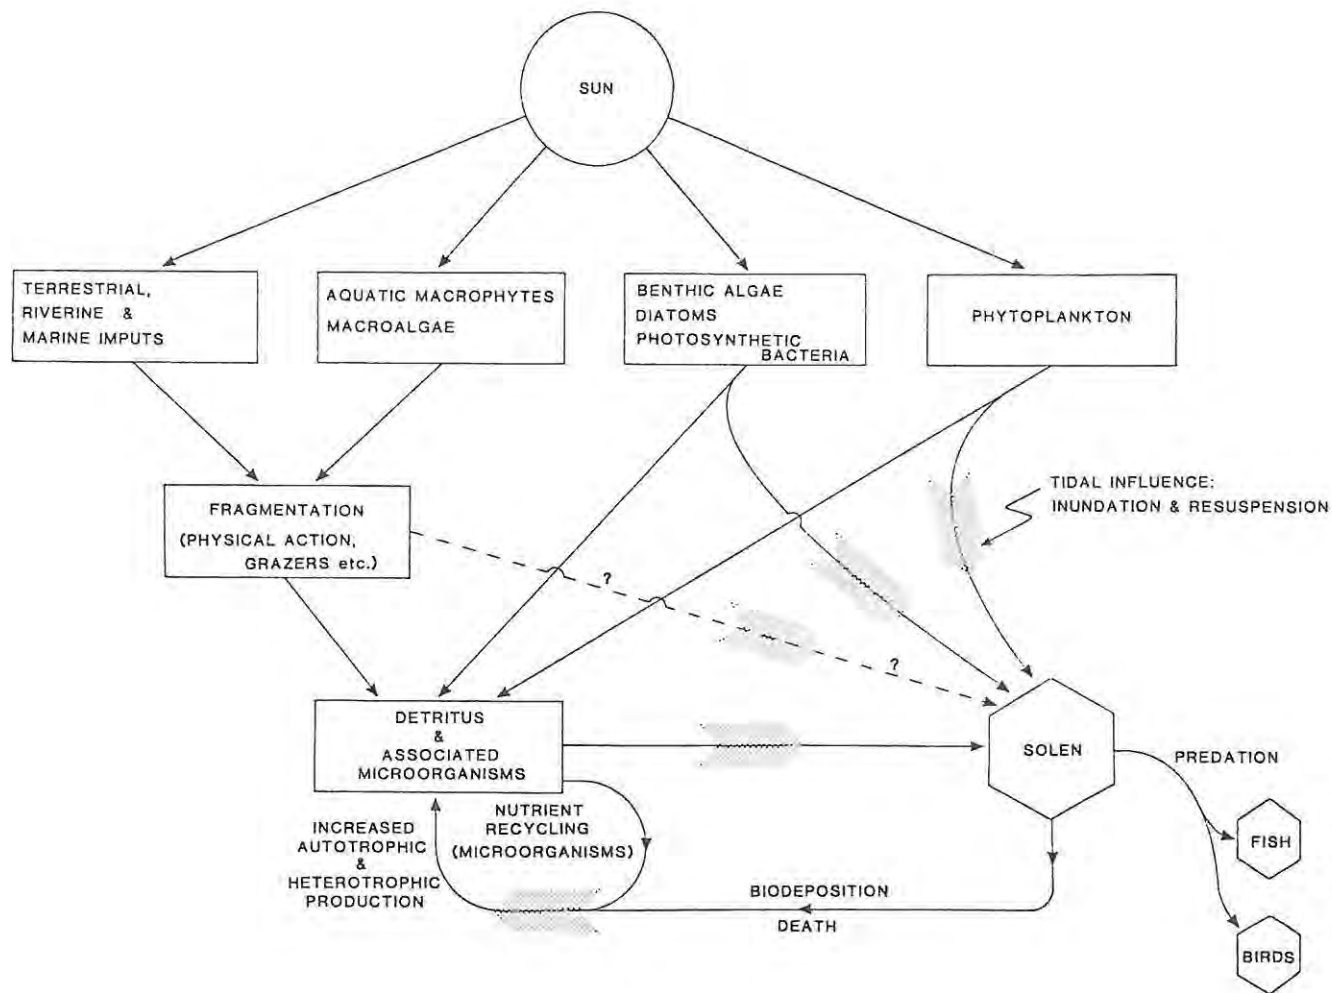 SUN
TERRESTRIAL,
RIVERINE &
MARINE IMPUTS
AQUATIC MACROPHYTES
MACROALGAE
BENTHIC ALGAE
DIATOMS
PHOTOSYNTHETIC
BACTERIA
PHYTOPLANKTON
FRAGMENTATION
(PHYSICAL ACTION,
GRAZERS etc.)
TIDAL INFLUENCE:
INUNDATION & RESUSPENSION
?
?
DETRITUS
&
ASSOCIATED
MICROORGANISMS
SOLEN
PREDATION
FISH
BIRDS
NUTRIENT
RECYCLING
(MICROORGANISMS)
INCREASED
AUTOTROPHIC
&
HETEROTROPHIC
PRODUCTION
BIODEPOSITION
DEATH